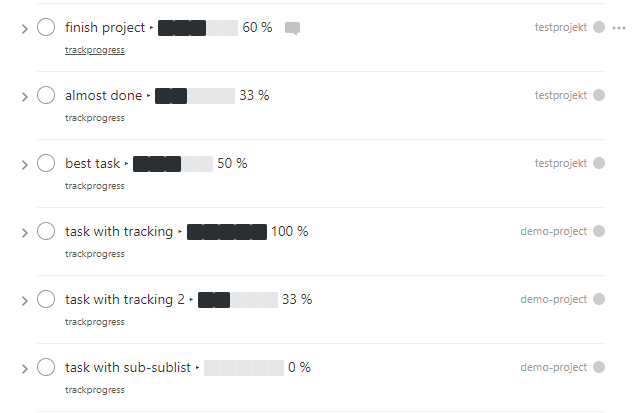 finish project ‣ 60 % testprojekt
trackprogress
almost done ‣ 33 % testprojekt
trackprogress
best task ‣ 50 % testprojekt
trackprogress
task with tracking ‣ 100 % demo-project
trackprogress
task with tracking 2 ‣ 33 % demo-project
trackprogress
task with sub-sublist ‣ 0 % demo-project
trackprogress